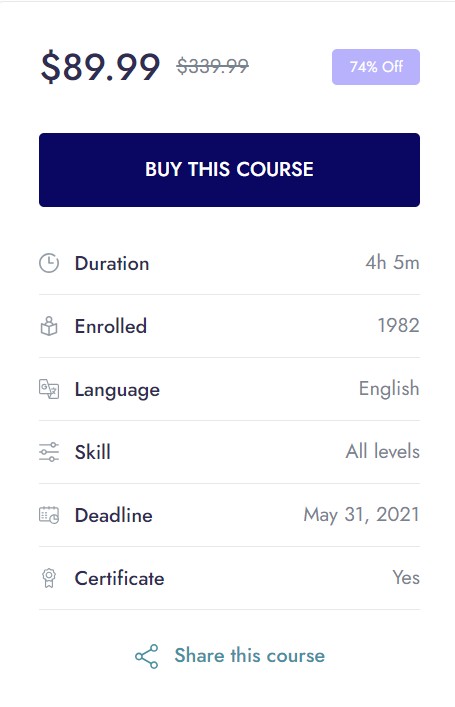 $89.99 $339.99 74% Off
BUY THIS COURSE
Duration 4h 5m
Enrolled 1982
Language English
Skill All levels
Deadline May 31, 2021
Certificate Yes
Share this course